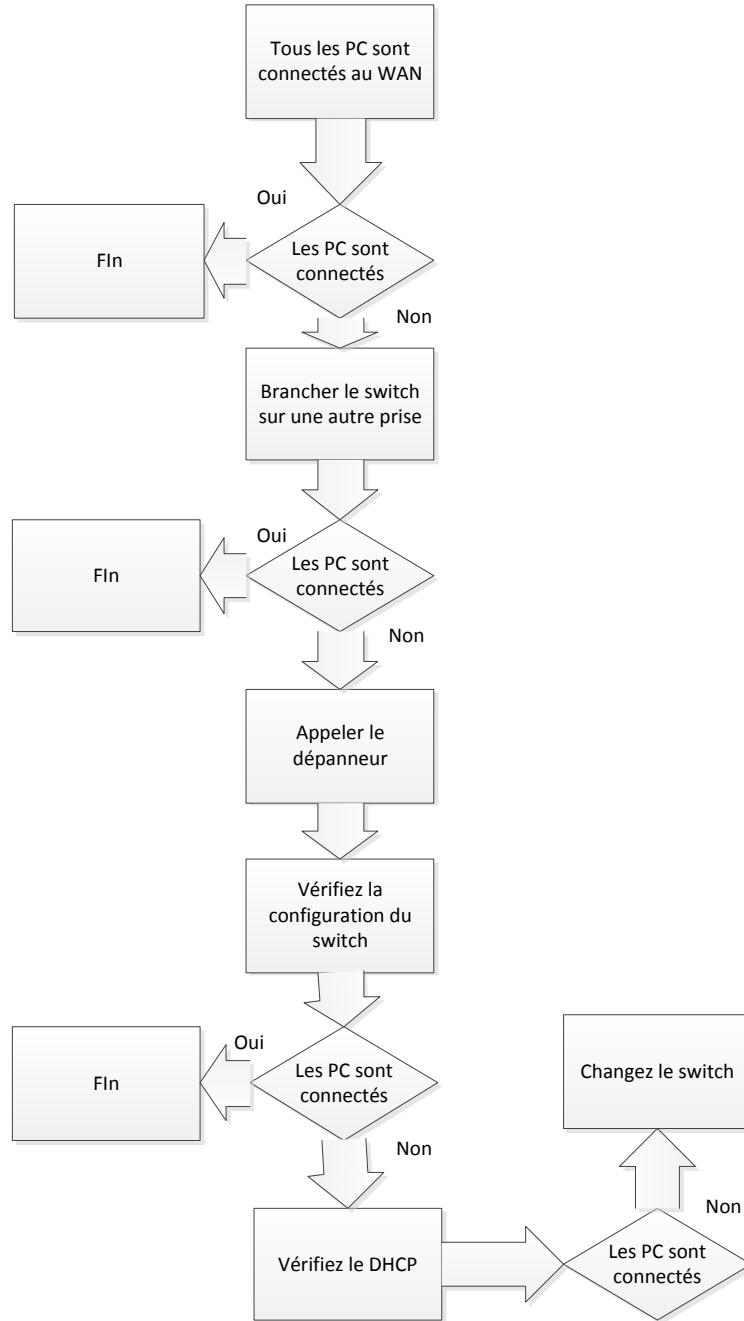 Tous les PC sont
connectés au WAN
Oui
FIn
Les PC sont
connectés
Non
Brancher le switch
sur une autre prise
Oui
FIn
Les PC sont
connectés
Non
Appeler le
dépanneur
Vérifiez la
configuration du
switch
Oui
FIn
Les PC sont
connectés
Non
Vérifiez le DHCP
Les PC sont
connectés
Non
Changez le switch